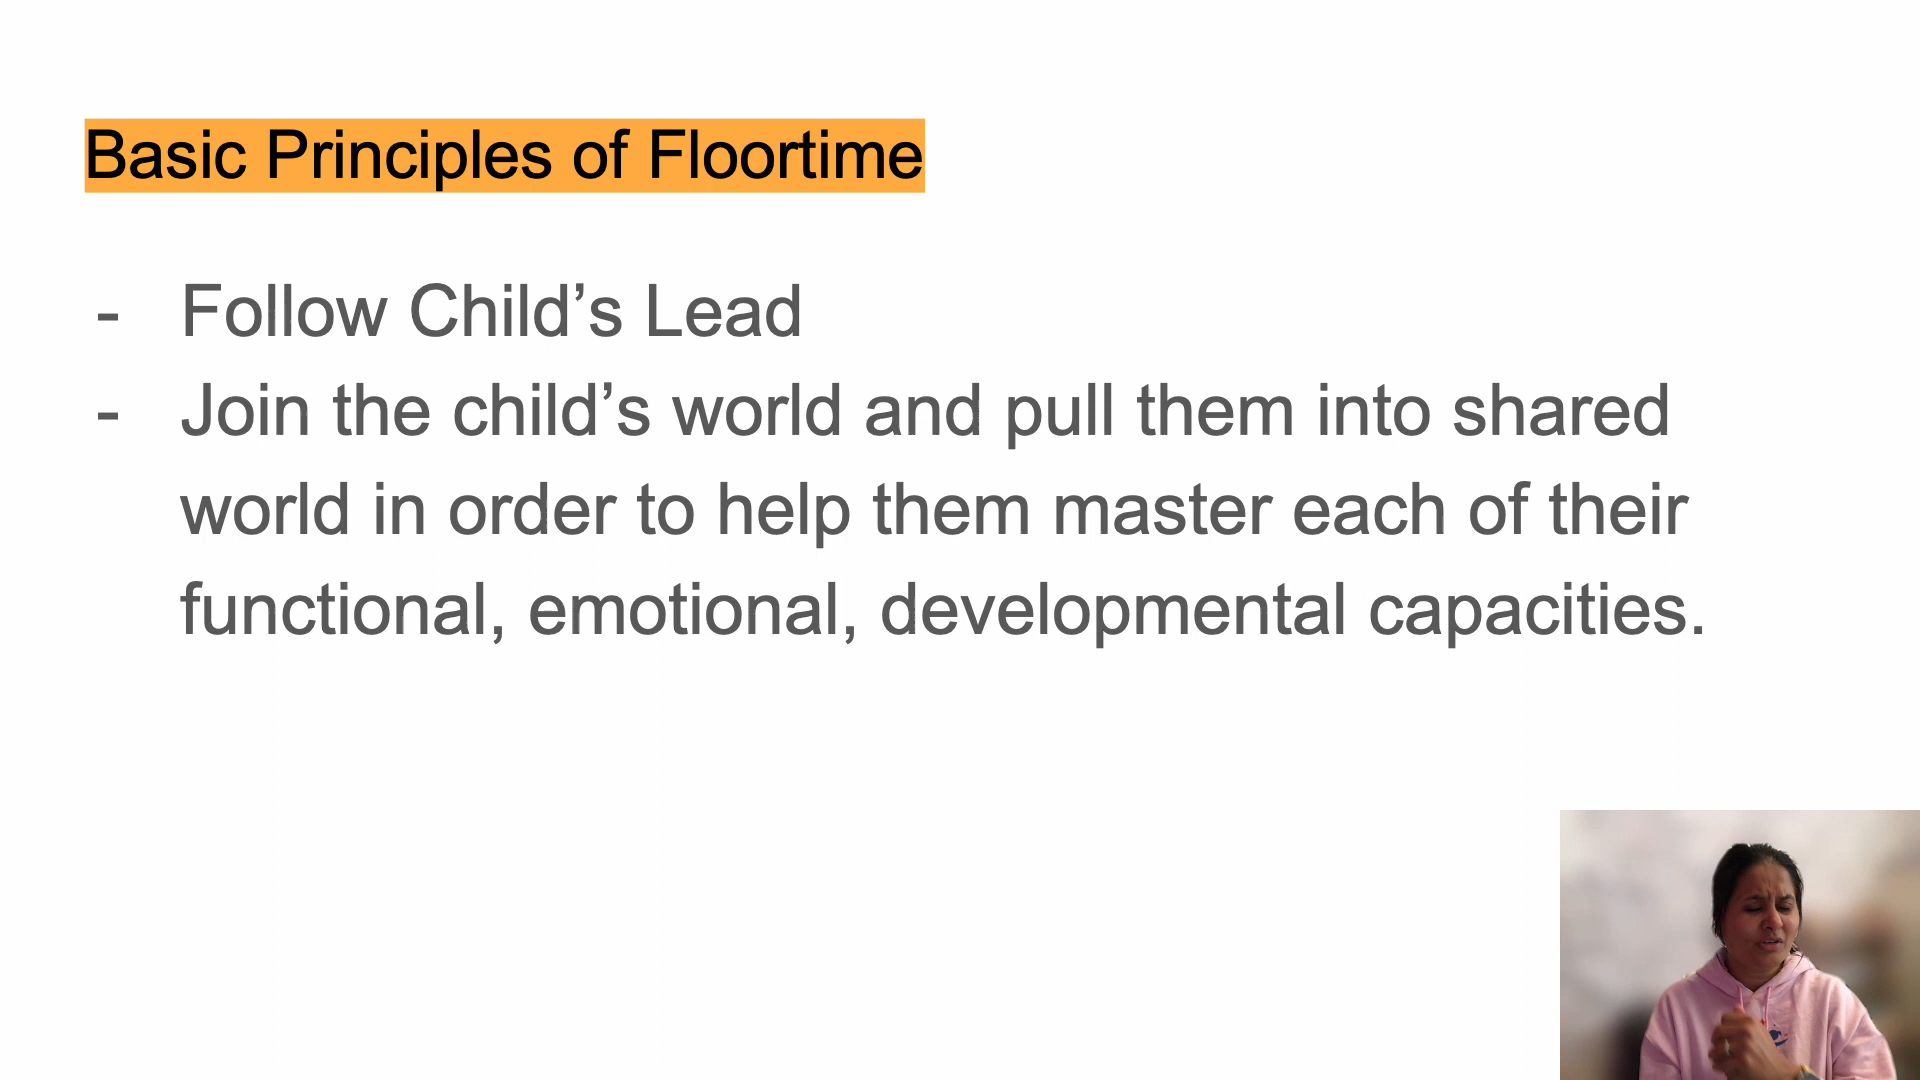 Basic Principles of Floortime
- Follow Child’s Lead
- Join the child’s world and pull them into shared
world in order to help them master each of their
functional, emotional, developmental capacities.